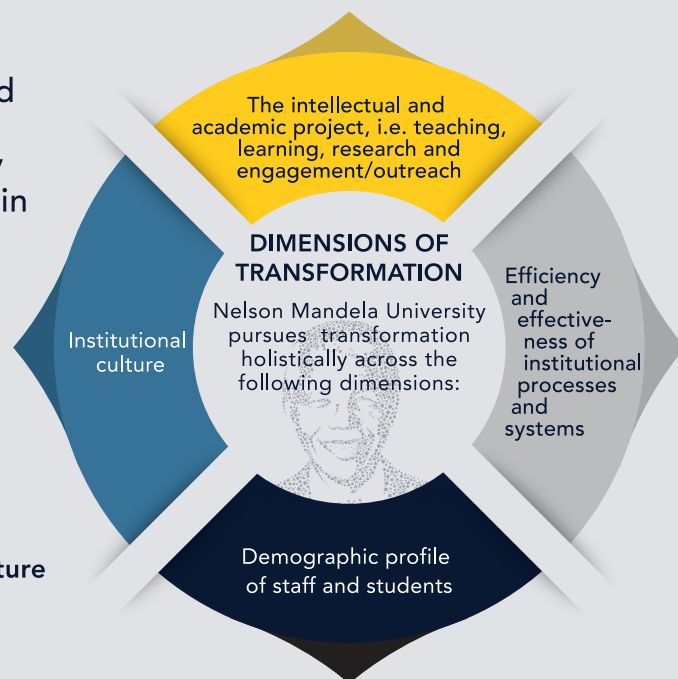 d
y
in
ture
The intellectual and
academic project, i.e. teaching,
learning, research and
engagement/outreach
DIMENSIONS OF
TRANSFORMATION
Nelson Mandela University
pursues transformation
holistically across the
following dimensions:
Institutional
culture
Efficiency
and
effective-
ness of
institutional
processes
and
systems
Demographic profile
of staff and students